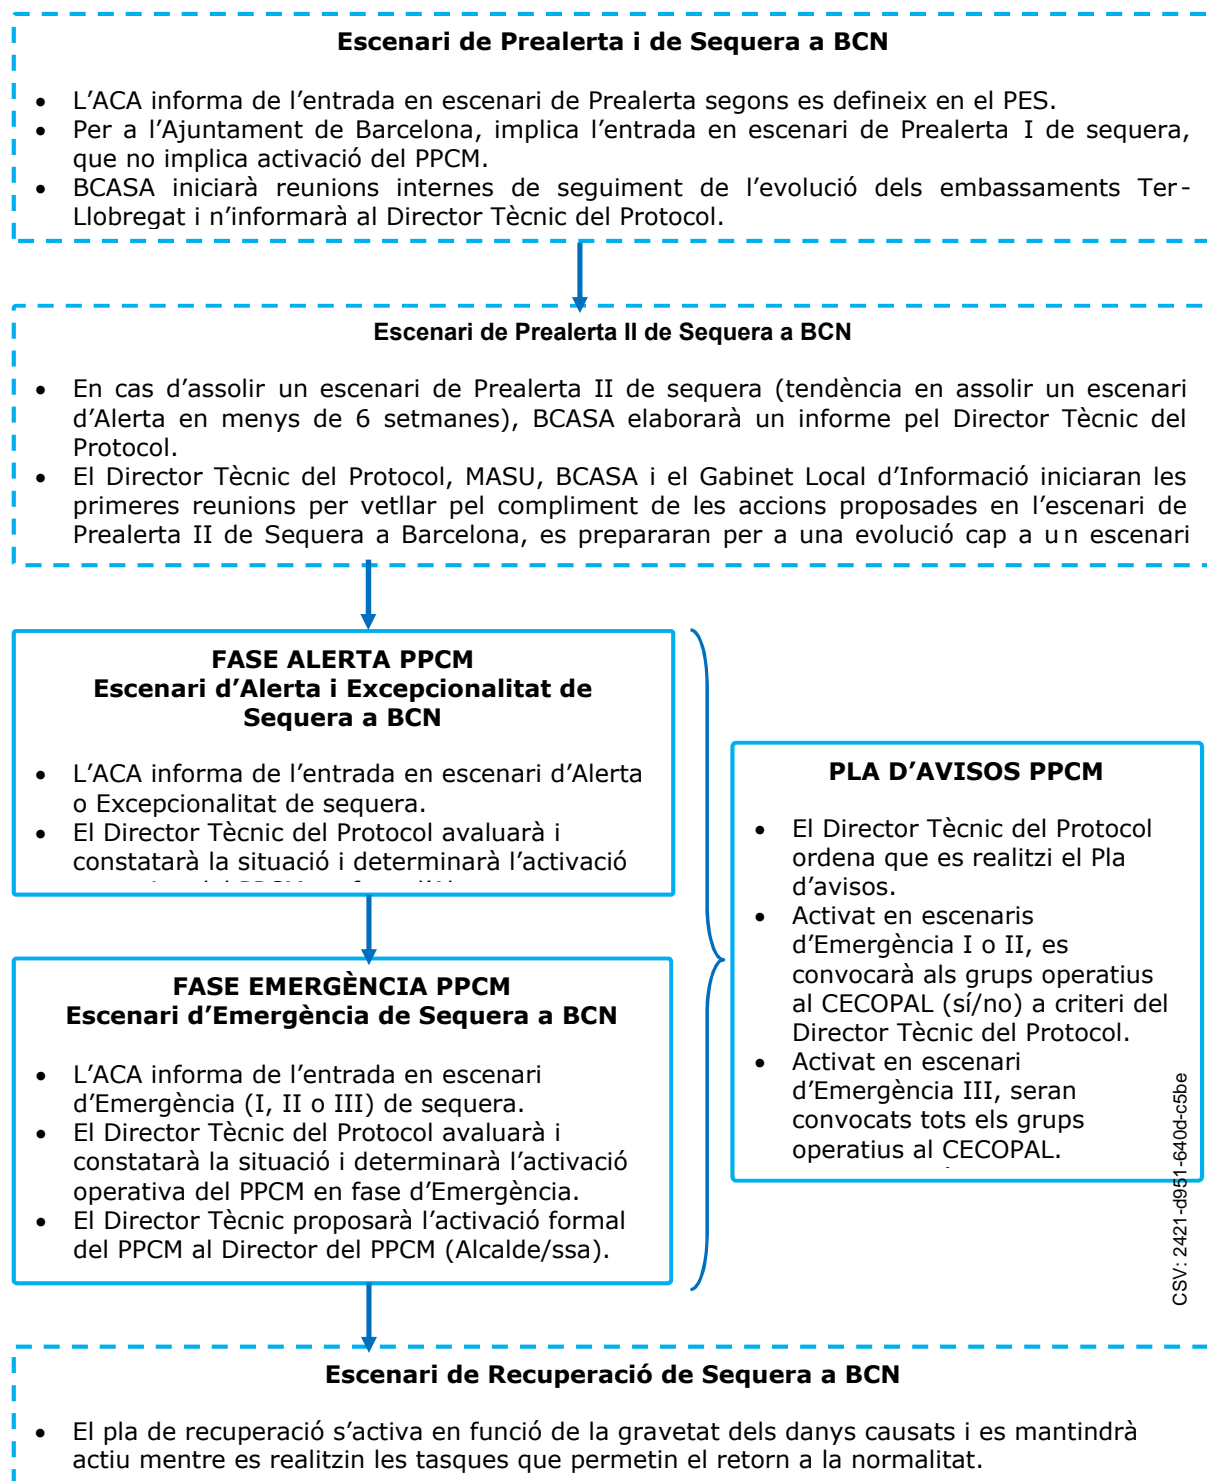 Escenari de Prealerta i de Sequera a BCN
• L’ACA informa de l’entrada en escenari de Prealerta segons es defineix en el PES.
• Per a l’Ajuntament de Barcelona, implica l’entrada en escenari de Prealerta I de sequera,
que no implica activació del PPCM.
• BCASA iniciarà reunions internes de seguiment de l’evolució dels embassaments Ter-
Llobregat i n’informarà al Director Tècnic del Protocol.
Escenari de Prealerta II de Sequera a BCN
• En cas d’assolir un escenari de Prealerta II de sequera (tendència en assolir un escenari
d’Alerta en menys de 6 setmanes), BCASA elaborarà un informe pel Director Tècnic del
Protocol.
• El Director Tècnic del Protocol, MASU, BCASA i el Gabinet Local d’Informació iniciaran les
primeres reunions per vetllar pel compliment de les accions proposades en l’escenari de
Prealerta II de Sequera a Barcelona, es prepararan per a una evolució cap a un escenari
FASE ALERTA PPCM
Escenari d’Alerta i Excepcionalitat de
Sequera a BCN
• L’ACA informa de l’entrada en escenari d’Alerta
o Excepcionalitat de sequera.
• El Director Tècnic del Protocol avaluarà i
constatarà la situació i determinarà l’activació
FASE EMERGÈNCIA PPCM
Escenari d’Emergència de Sequera a BCN
• L’ACA informa de l’entrada en escenari
d’Emergència (I, II o III) de sequera.
• El Director Tècnic del Protocol avaluarà i
constatarà la situació i determinarà l’activació
operativa del PPCM en fase d’Emergència.
• El Director Tècnic proposarà l’activació formal
del PPCM al Director del PPCM (Alcalde/ssa).
PLA D’AVISOS PPCM
• El Director Tècnic del Protocol
ordena que es realitzi el Pla
d’avisos.
• Activat en escenaris
d’Emergència I o II, es
convocarà als grups operatius
al CECOPAL (sí/no) a criteri del
Director Tècnic del Protocol.
• Activat en escenari
d’Emergència III, seran
convocats tots els grups
operatius al CECOPAL.
CSV: 2421-d951-640d-c5be
Escenari de Recuperació de Sequera a BCN
• El pla de recuperació s’activa en funció de la gravetat dels danys causats i es mantindrà
actiu mentre es realitzin les tasques que permetin el retorn a la normalitat.